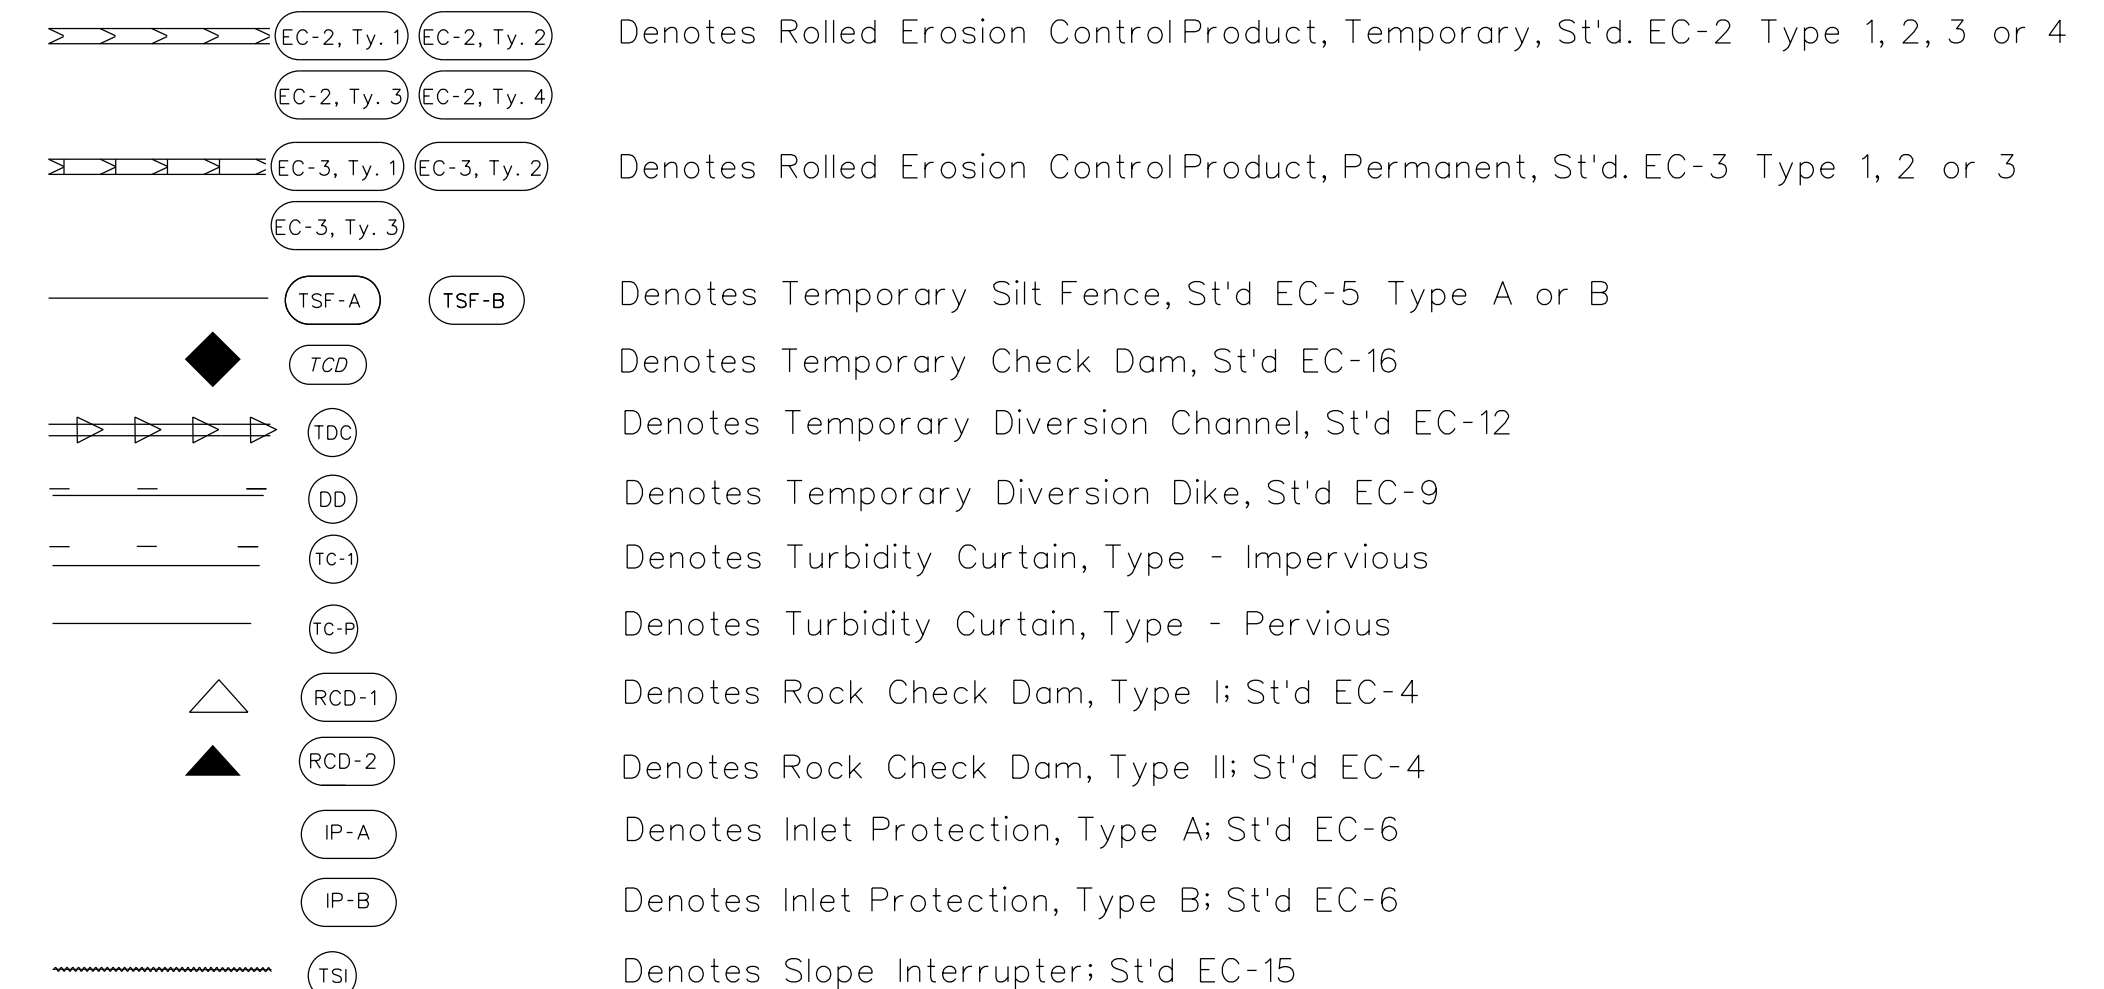 EC-2, Ty. 1 EC-2, Ty. 2 Denotes Rolled Erosion Control Product, Temporary, St'd. EC-2 Type 1, 2, 3 or 4
EC-2, Ty. 3 EC-2, Ty. 4
EC-3, Ty. 1 EC-3, Ty. 2 Denotes Rolled Erosion Control Product, Permanent, St'd. EC-3 Type 1, 2 or 3
EC-3, Ty. 3
TSF-A TSF-B Denotes Temporary Silt Fence, St'd EC-5 Type A or B
TCD Denotes Temporary Check Dam, St'd EC-16
TDC Denotes Temporary Diversion Channel, St'd EC-12
DD Denotes Temporary Diversion Dike, St'd EC-9
TC-1 Denotes Turbidity Curtain, Type - Impervious
TC-P Denotes Turbidity Curtain, Type - Pervious
RCD-1 Denotes Rock Check Dam, Type I; St'd EC-4
RCD-2 Denotes Rock Check Dam, Type II; St'd EC-4
IP-A Denotes Inlet Protection, Type A; St'd EC-6
IP-B Denotes Inlet Protection, Type B; St'd EC-6
TSI Denotes Slope Interrupter; St'd EC-15